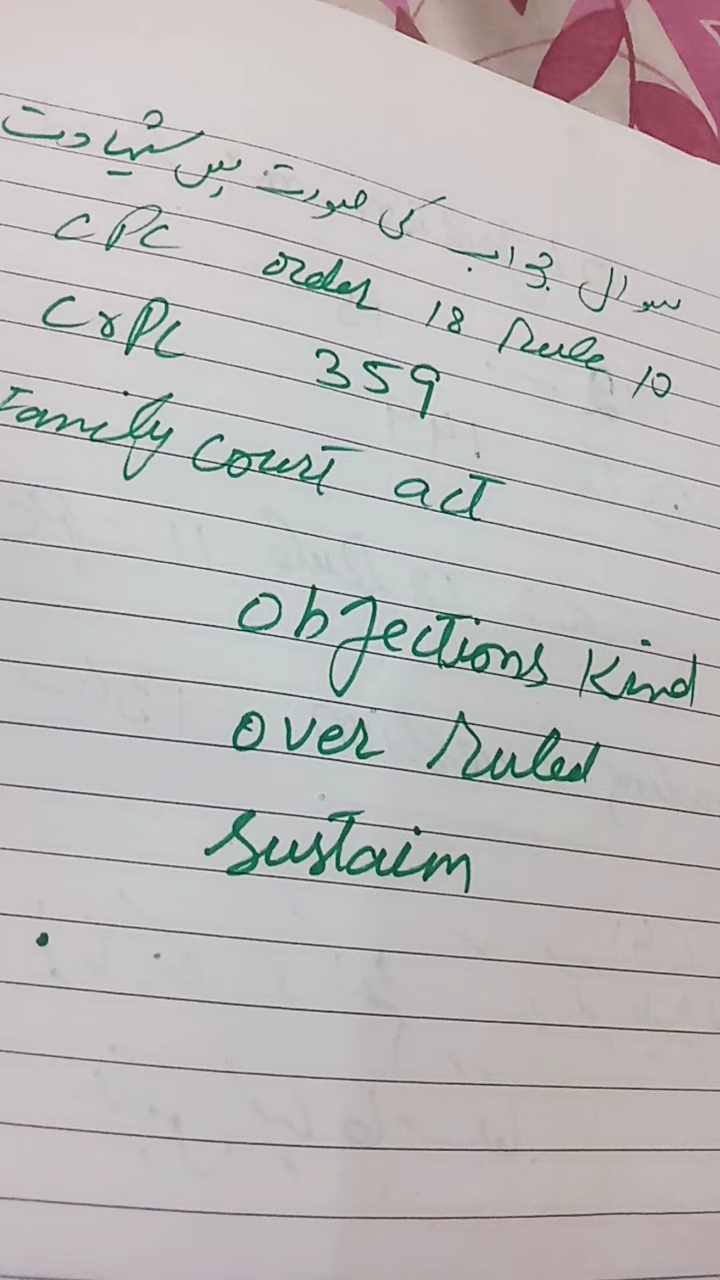 سوال جواب کی صورت میں شہادت
CPC order 18 Rule 10
CrPC 359
Family court act
Objections Kind
over Ruled
Sustaim